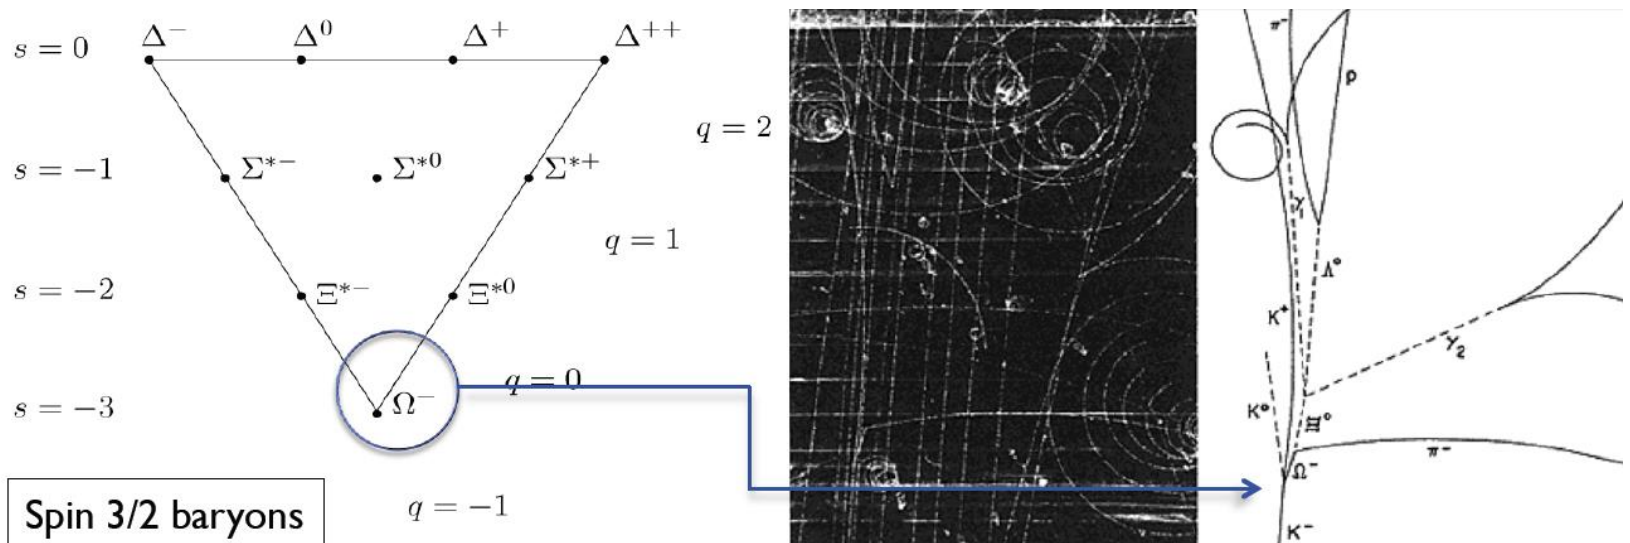 Δ⁻ Δ⁰ Δ⁺ Δ⁺⁺
s = 0
q = 2
s = −1
Σ*⁻ Σ*⁰ Σ*⁺
q = 1
s = −2
Ξ*⁻ Ξ*⁰
q = 0
s = −3
Ω⁻
q = −1
Spin 3/2 baryons
π⁻
p
γ₁
Λ⁰
K⁺
γ₂
K⁰
Ξ⁰
Ω⁻
π⁻
K⁻